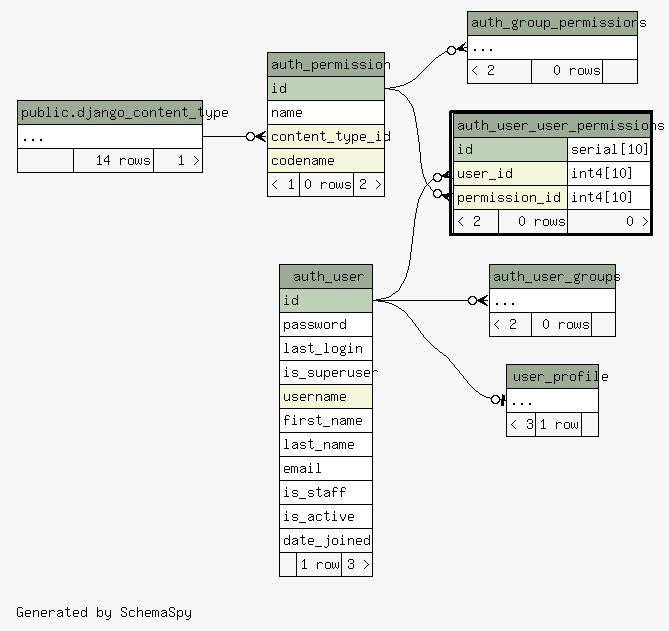 auth_group_permissions
...
< 2 0 rows
auth_permission
id
name
content_type_id
codename
< 1 0 rows 2 >
public.django_content_type
...
14 rows 1 >
auth_user_user_permissions
id serial[10]
user_id int4[10]
permission_id int4[10]
< 2 0 rows 0 >
auth_user
id
password
last_login
is_superuser
username
first_name
last_name
email
is_staff
is_active
date_joined
1 row 3 >
auth_user_groups
...
< 2 0 rows
user_profile
...
< 3 1 row
Generated by SchemaSpy